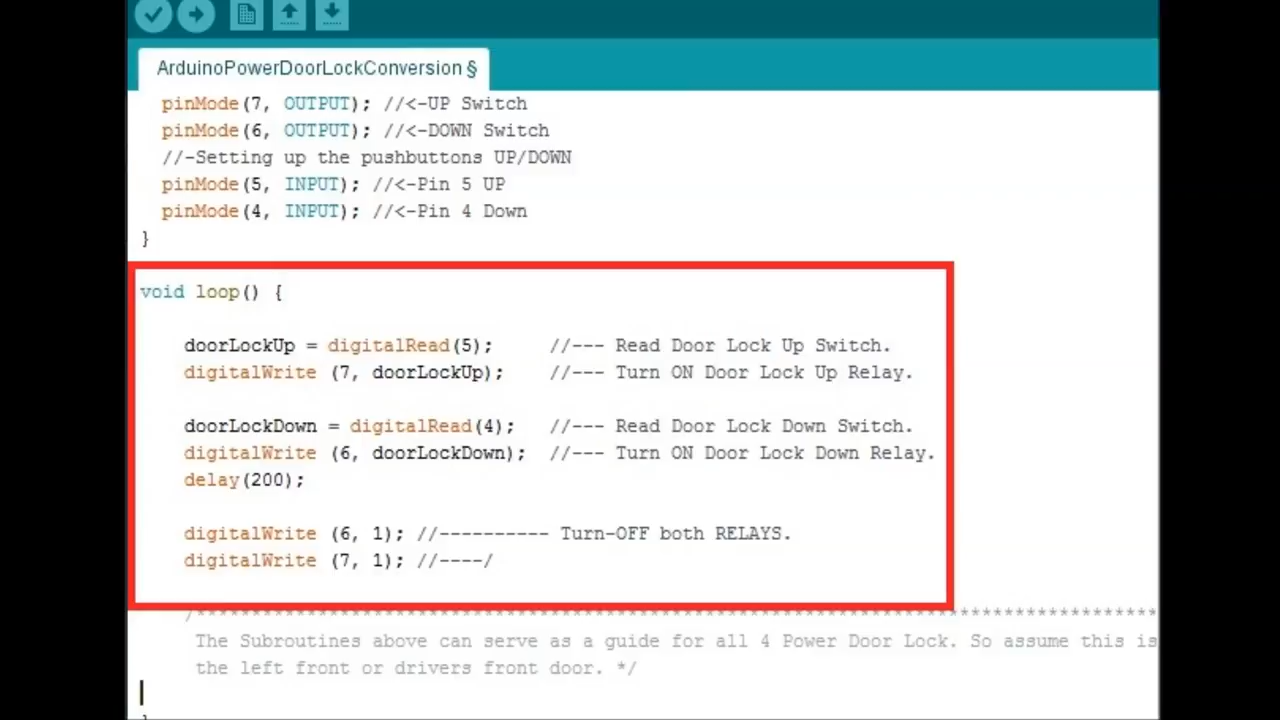 ArduinoPowerDoorLockConversion §
pinMode(7, OUTPUT); //<-UP Switch
pinMode(6, OUTPUT); //<-DOWN Switch
//-Setting up the pushbuttons UP/DOWN
pinMode(5, INPUT); //<-Pin 5 UP
pinMode(4, INPUT); //<-Pin 4 Down
}
void loop() {
doorLockUp = digitalRead(5); //--- Read Door Lock Up Switch.
digitalWrite (7, doorLockUp); //--- Turn ON Door Lock Up Relay.
doorLockDown = digitalRead(4); //--- Read Door Lock Down Switch.
digitalWrite (6, doorLockDown); //--- Turn ON Door Lock Down Relay.
delay(200);
digitalWrite (6, 1); //---------- Turn-OFF both RELAYS.
digitalWrite (7, 1); //----/
/***************************************************************************************
The Subroutines above can serve as a guide for all 4 Power Door Lock. So assume this is
the left front or drivers front door. */
}